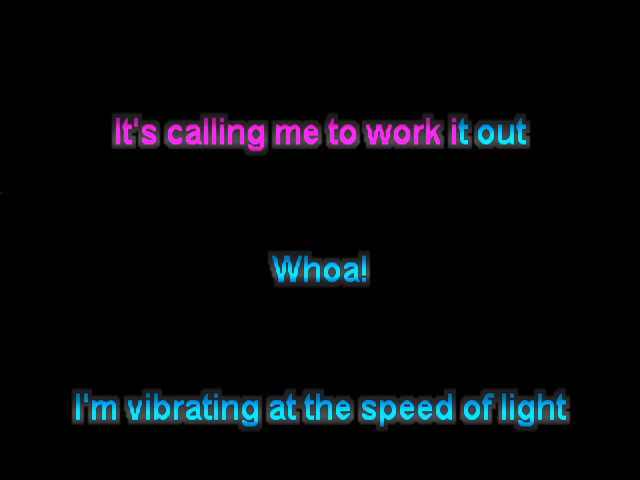 It's calling me to work it out
Whoa!
I'm vibrating at the speed of light